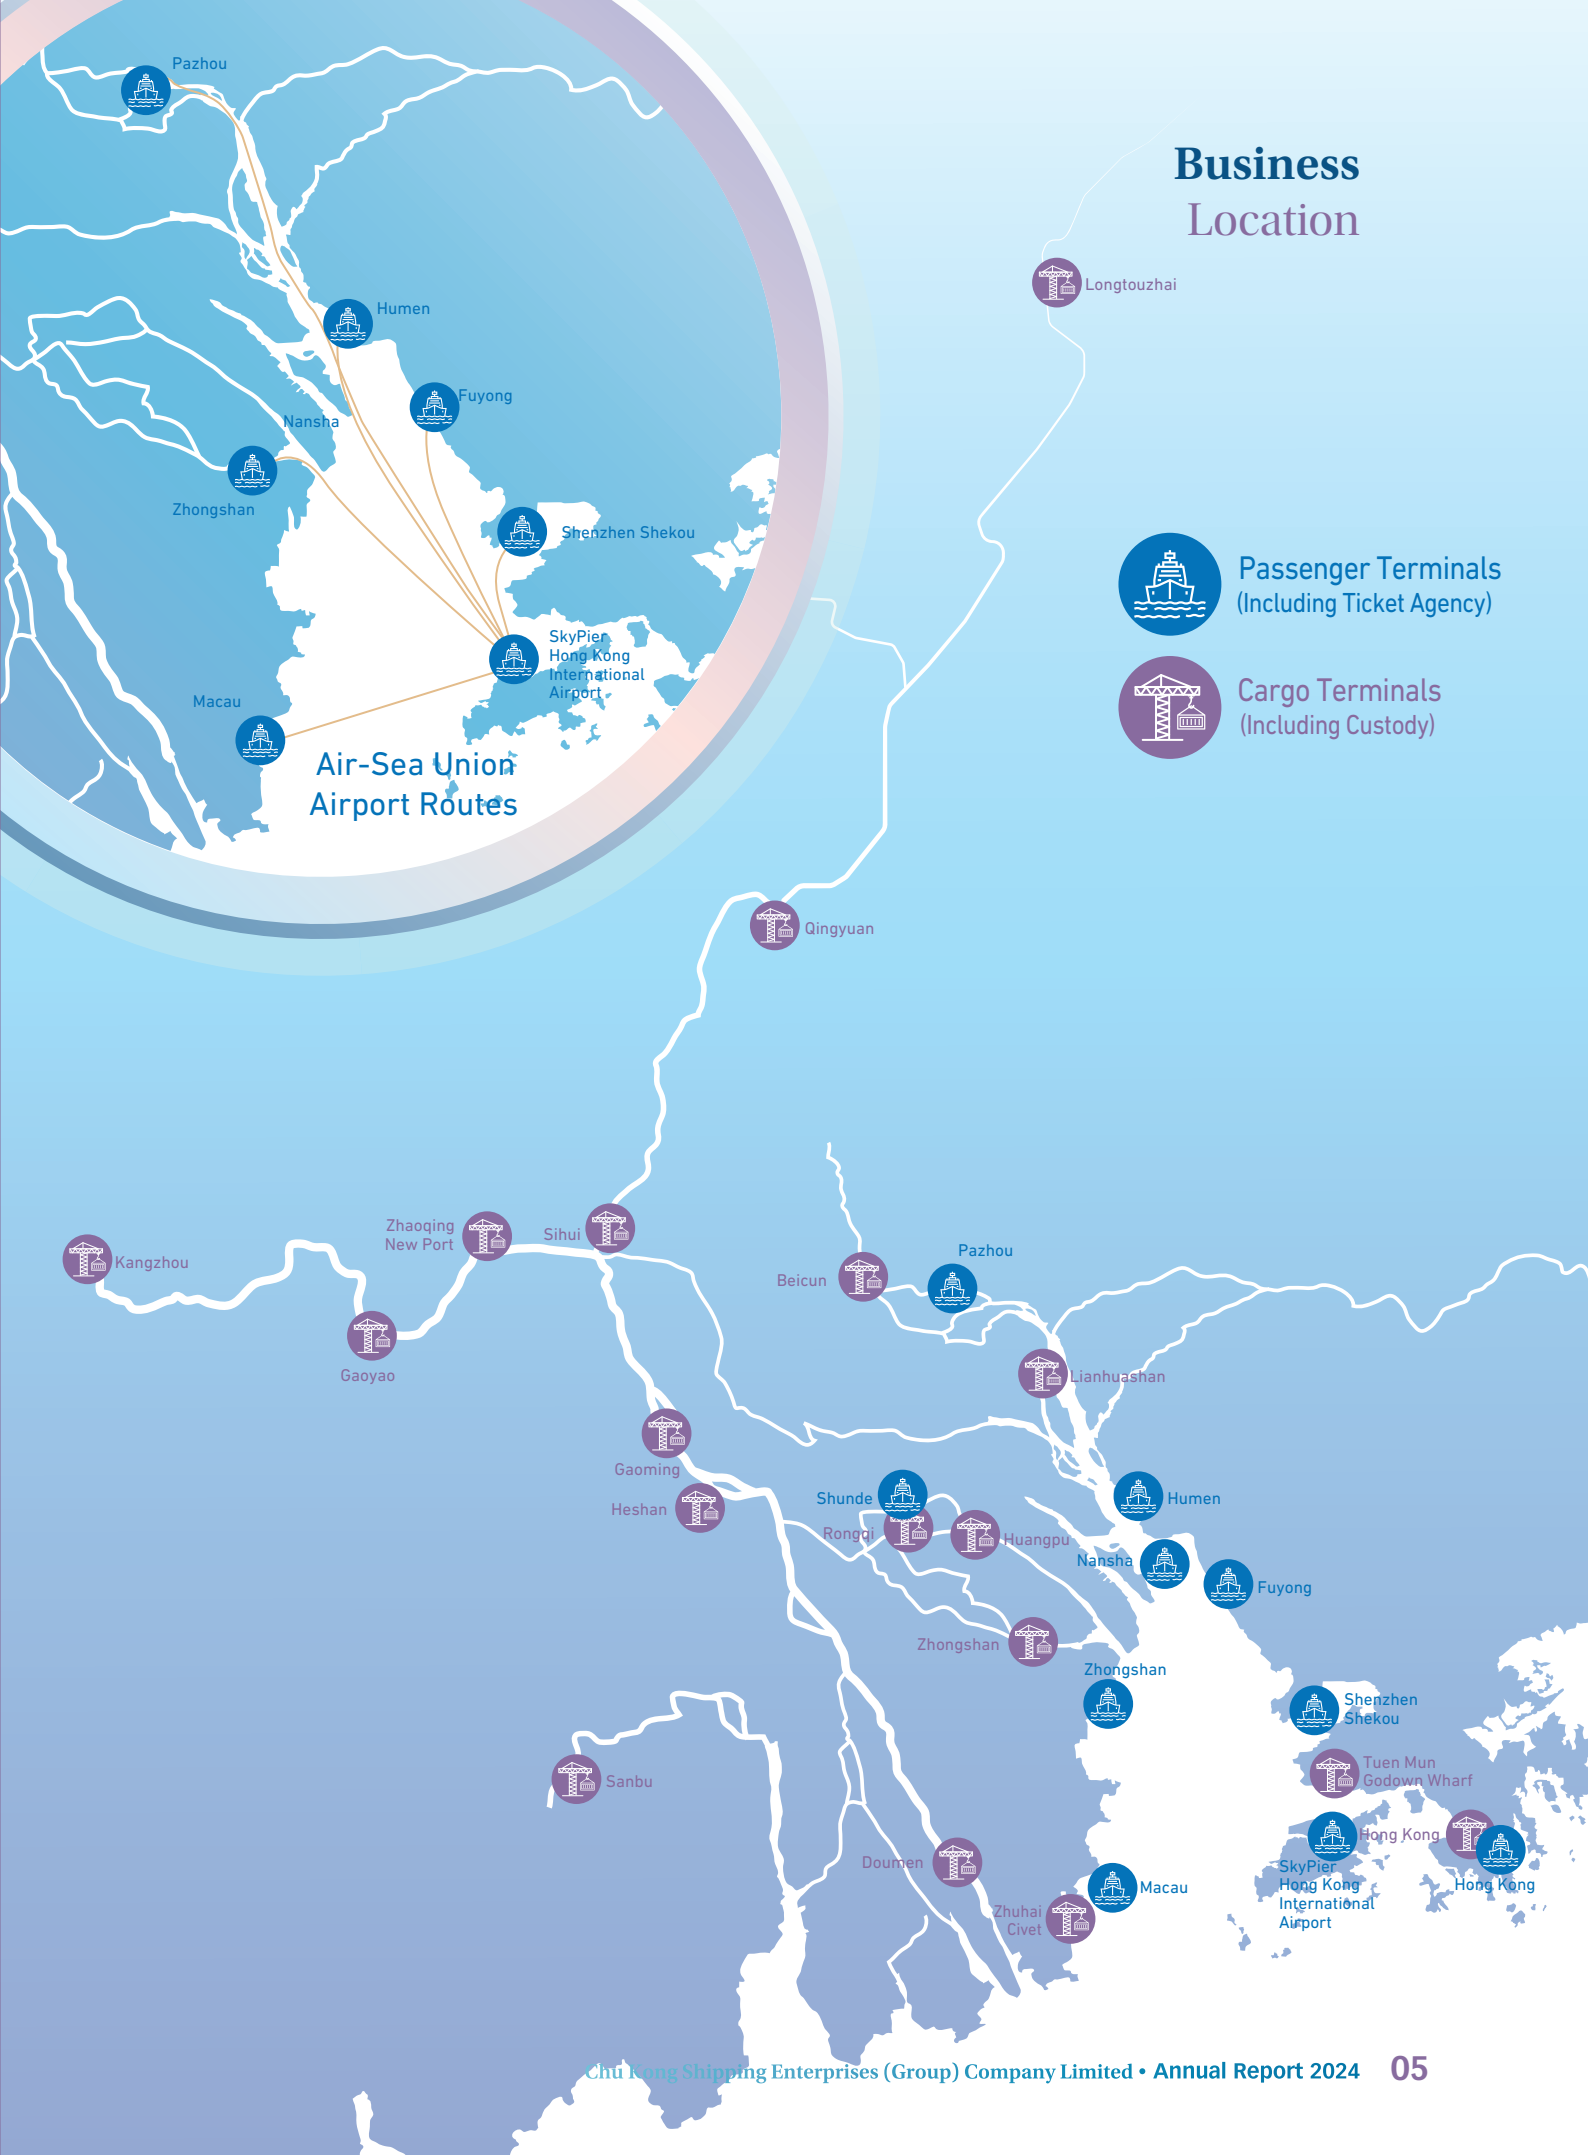 Business
Location
Pazhou
Humen
Fuyong
Nansha
Zhongshan
Shenzhen Shekou
SkyPier
Hong Kong
International
Airport
Macau
Air-Sea Union
Airport Routes
Longtouzhai
Passenger Terminals
(Including Ticket Agency)
Cargo Terminals
(Including Custody)
Qingyuan
Zhaoqing
New Port
Sihui
Kangzhou
Gaoyao
Beicun
Pazhou
Lianhuashan
Gaoming
Heshan
Shunde
Rongqi
Huangpu
Humen
Nansha
Fuyong
Zhongshan
Zhongshan
Shenzhen
Shekou
Tuen Mun
Godown Wharf
Sanbu
Hong Kong
SkyPier
Hong Kong
International
Airport
Hong Kong
Doumen
Macau
Zhuhai
Civet
Chu Kong Shipping Enterprises (Group) Company Limited • Annual Report 2024 05